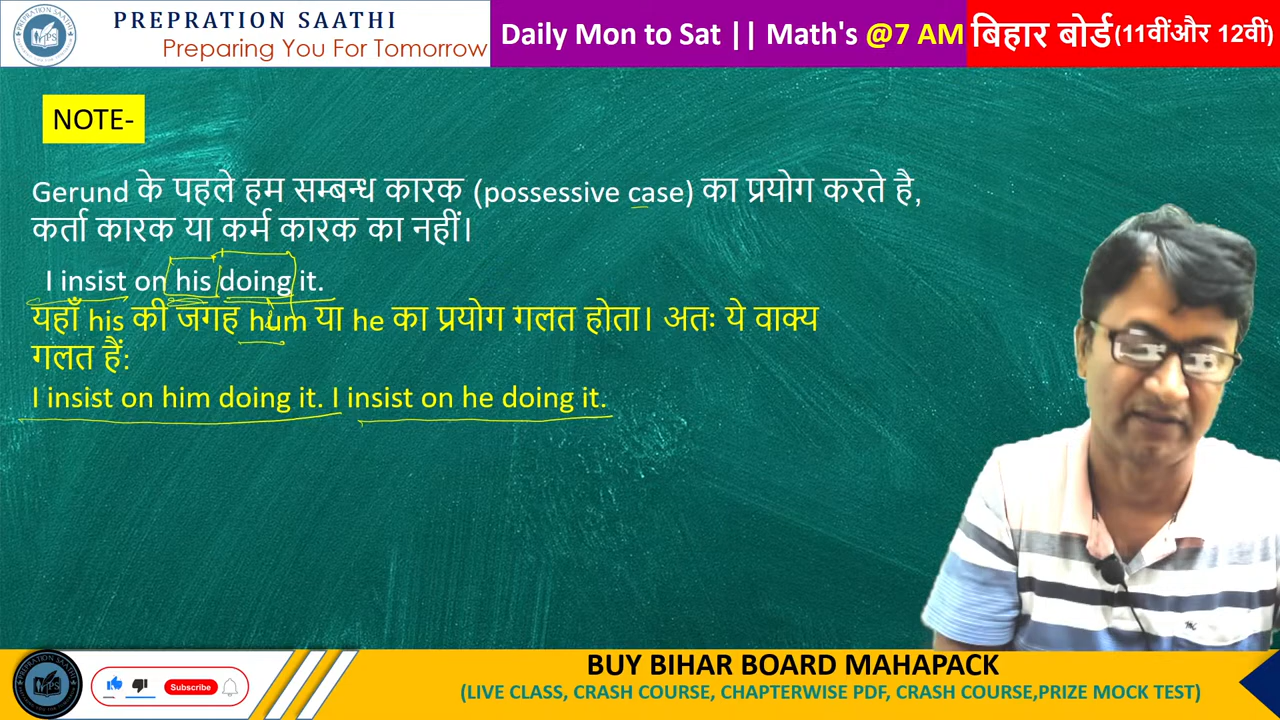 PREPRATION SAATHI
Preparing You For Tomorrow
Daily Mon to Sat || Math's @7 AM
बिहार बोर्ड(11वींऔर 12वीं)
NOTE-
Gerund के पहले हम सम्बन्ध कारक (possessive case) का प्रयोग करते है,
कर्ता कारक या कर्म कारक का नहीं।
I insist on his doing it.
यहाँ his की जगह hum या he का प्रयोग गलत होता। अतः ये वाक्य
गलत हैं:
I insist on him doing it. I insist on he doing it.
Subscribe
BUY BIHAR BOARD MAHAPACK
(LIVE CLASS, CRASH COURSE, CHAPTERWISE PDF, CRASH COURSE,PRIZE MOCK TEST)